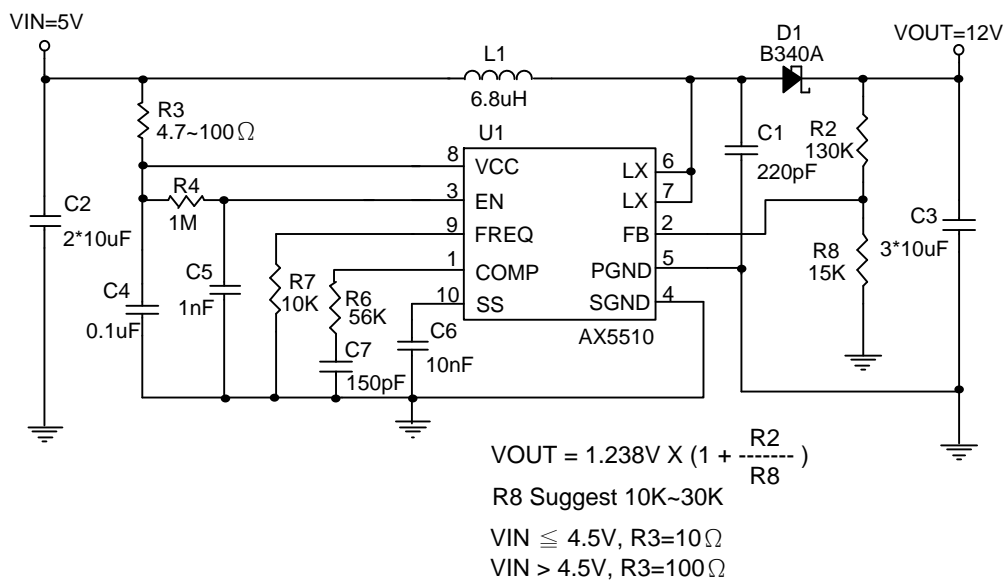 VIN=5V
L1
6.8uH
D1
B340A
VOUT=12V
R3
4.7~100Ω
U1
8
VCC
LX
6
R4
1M
3
EN
LX
7
C1
220pF
R2
130K
C2
2*10uF
9
FREQ
FB
2
C3
3*10uF
C5
1nF
R7
10K
1
COMP
PGND
5
R8
15K
C4
0.1uF
R6
56K
10
SS
SGND
4
C6
10nF
AX5510
C7
150pF
VOUT = 1.238V X (1 + R2
------- )
R8
R8 Suggest 10K~30K
VIN ≦ 4.5V, R3=10Ω
VIN > 4.5V, R3=100Ω